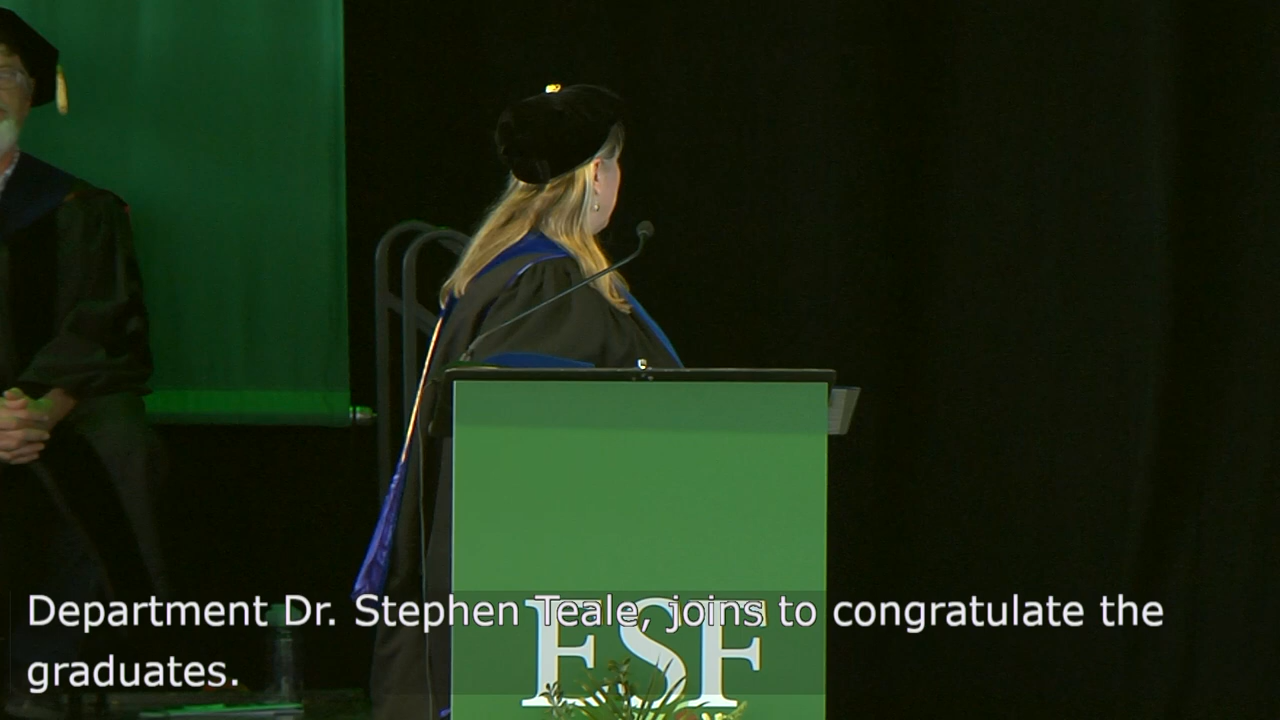 Department Dr. Stephen Teale, joins to congratulate the
graduates.
ESF